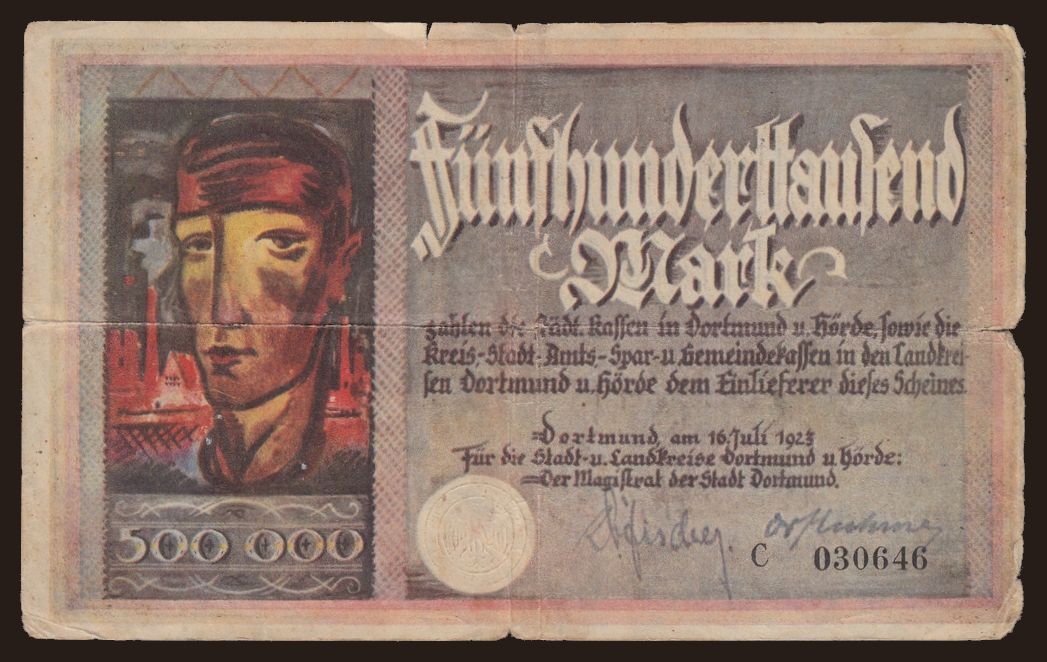 Fünfhunderttausend
Mark
zahlen die städt. Kassen in Dortmund u. Hörde, sowie die
Kreis-Stadt-Amts-Spar-u. Gemeindekassen in den Landkrei
sen Dortmund u. Hörde dem Einlieferer dieses Scheines.
Dortmund, am 16. Juli 1923
Für die Stadt-u. Landkreise Dortmund u. Hörde:
Der Magistrat der Stadt Dortmund.
500 000
C 030646